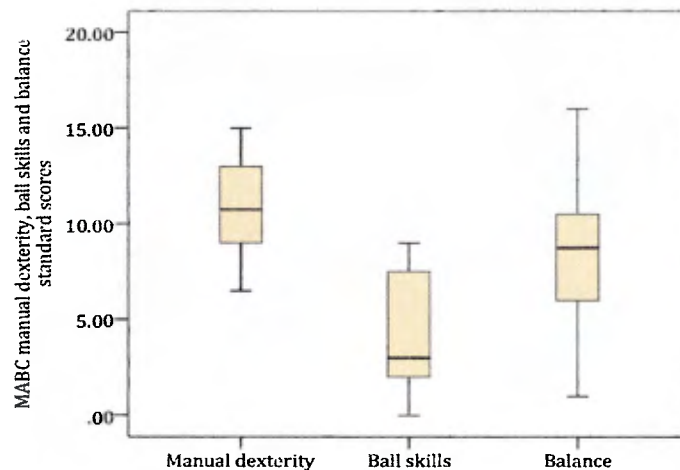 MABC manual dexterity, ball skills and balance
standard scores
20.00
15.00
10.00
5.00
.00
Manual dexterity
Ball skills
Balance